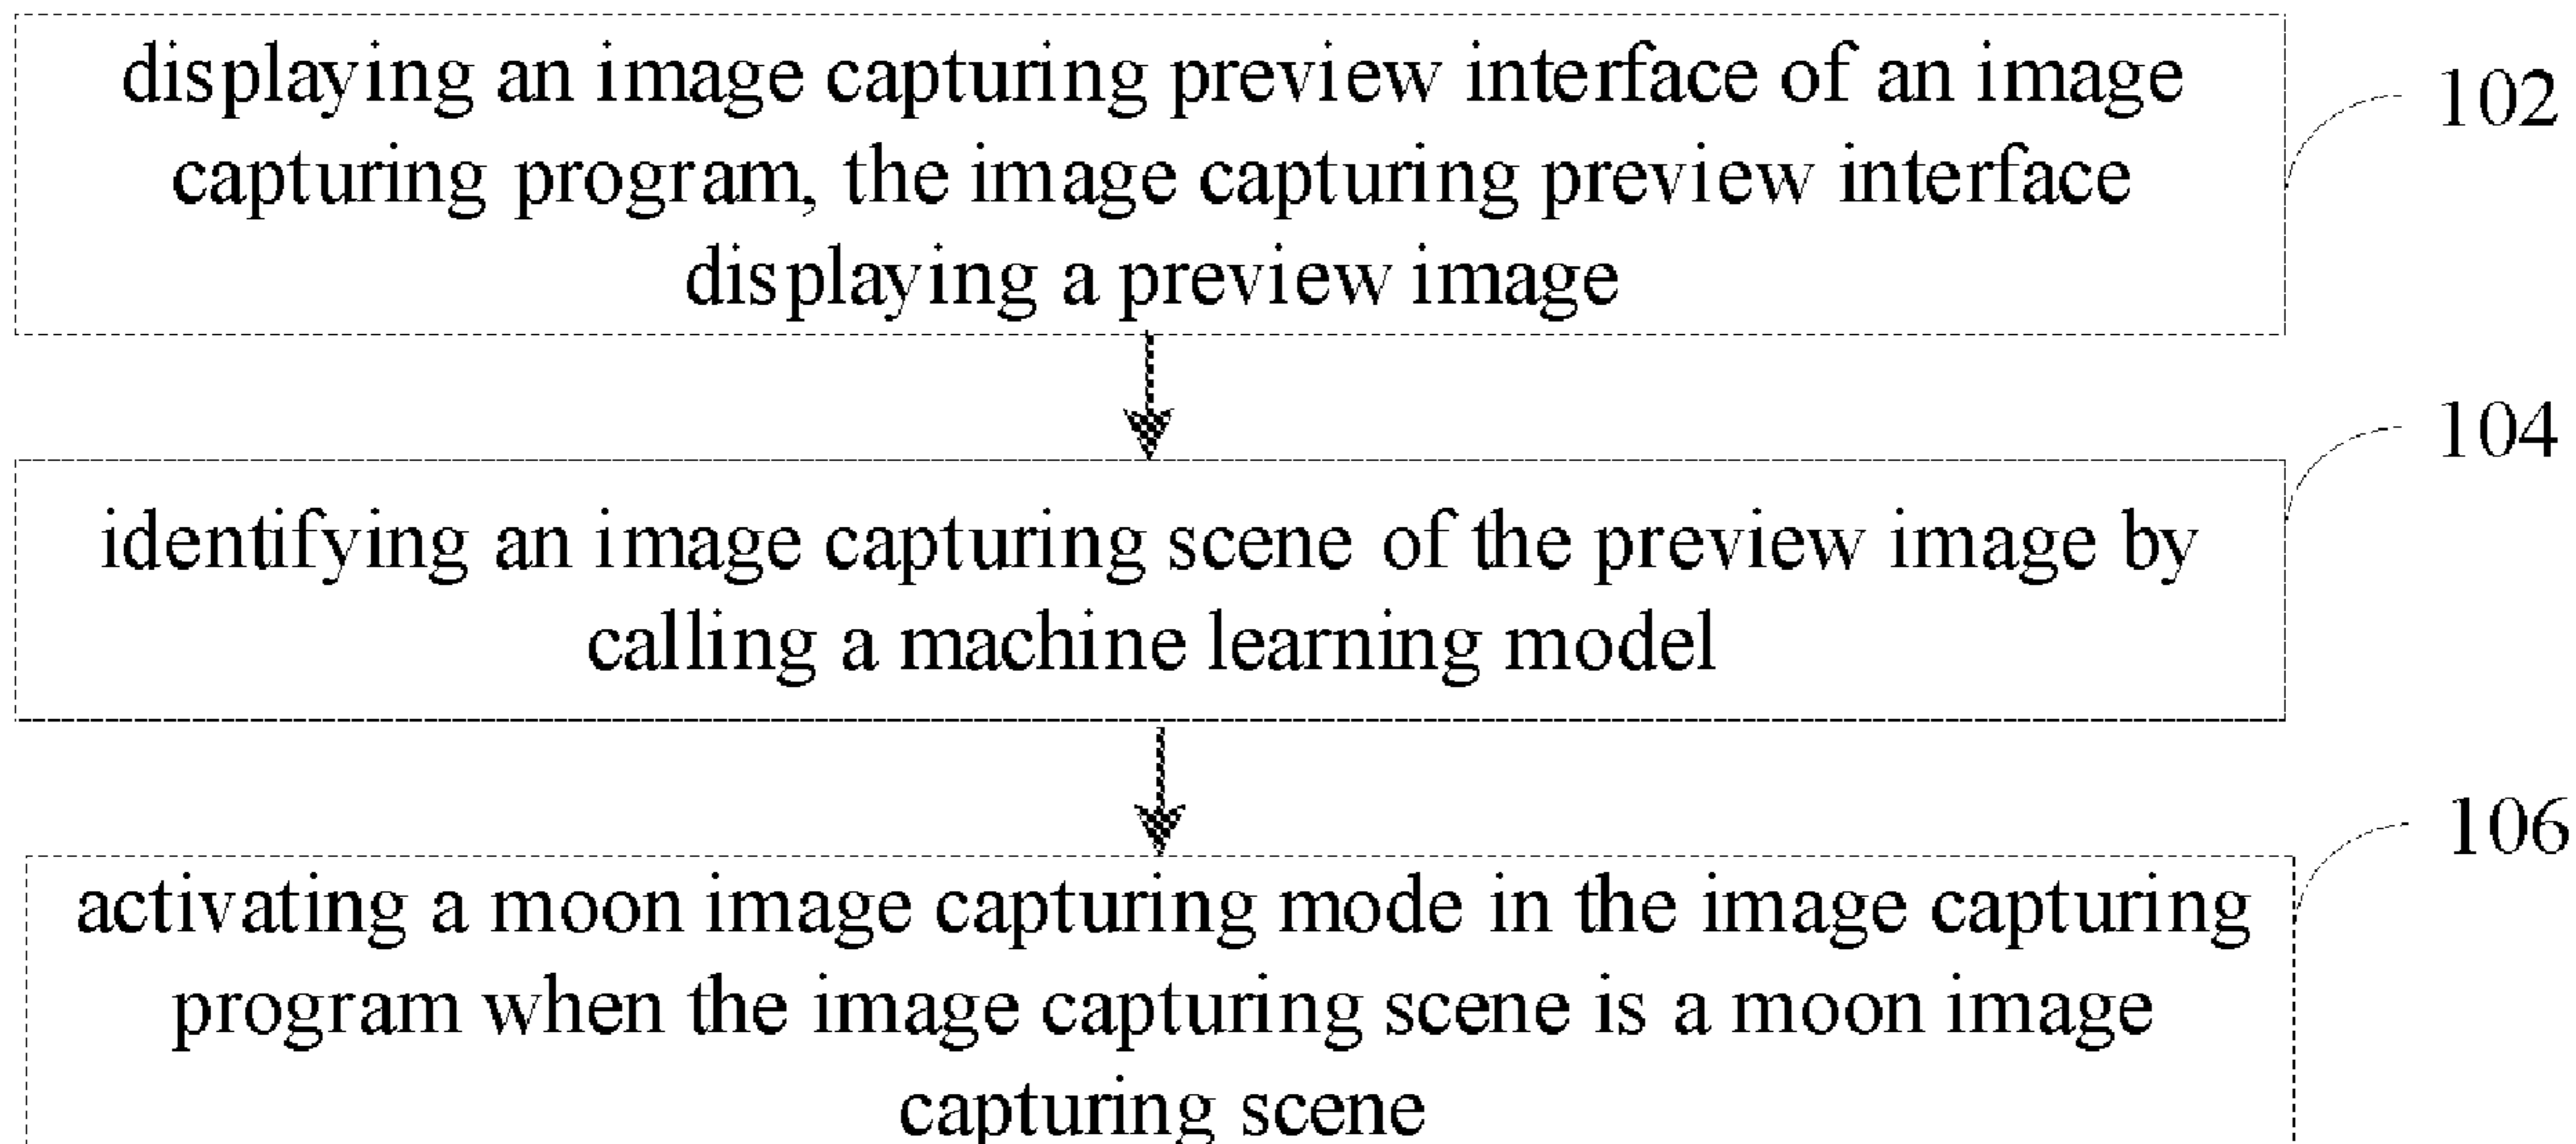 displaying an image capturing preview interface of an image
capturing program, the image capturing preview interface
displaying a preview image
102
identifying an image capturing scene of the preview image by
calling a machine learning model
104
activating a moon image capturing mode in the image capturing
program when the image capturing scene is a moon image
capturing scene
106